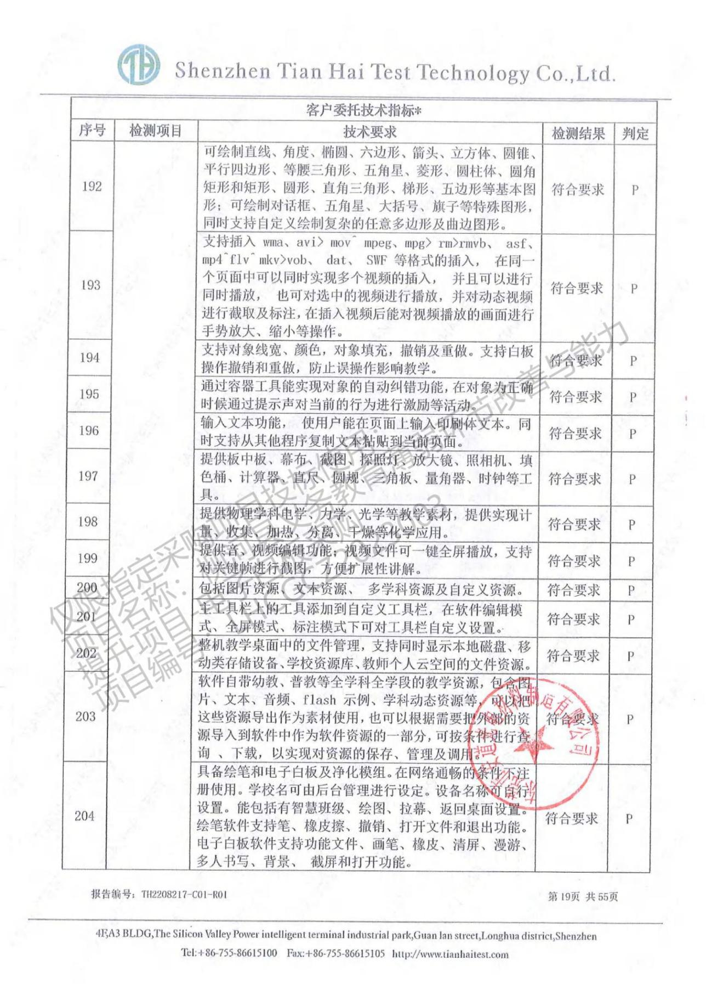 TH
Shenzhen Tian Hai Test Technology Co.,Ltd.
客户委托技术指标*
序号 检测项目 技术要求 检测结果 判定
192
可绘制直线、角度、椭圆、六边形、箭头、立方体、圆锥、
平行四边形、等腰三角形、五角星、菱形、圆柱体、圆角
矩形和矩形、圆形、直角三角形、梯形、五边形等基本图
形；可绘制对话框、五角星、大括号、旗子等特殊图形，
同时支持自定义绘制复杂的任意多边形及曲边图形。
符合要求 P
193
支持插入 wma、avi> mov^ mpeg、mpg> rm>rmvb、 asf、
mp4^flv^mkv>vob、 dat、 SWF 等格式的插入， 在同一
个页面中可以同时实现多个视频的插入， 并且可以进行
同时播放， 也可对选中的视频进行播放，并对动态视频
进行截取及标注，在插入视频后能对视频播放的画面进行
手势放大、缩小等操作。
符合要求 P
194
支持对象线宽、颜色，对象填充，撤销及重做。支持白板
操作撤销和重做，防止误操作影响教学。
符合要求 P
195
通过容器工具能实现对象的自动纠错功能，在对象为正确
时候通过提示声对当前的行为进行激励等活动。
符合要求 P
196
输入文本功能， 使用户能在页面上输入印刷体文本。同
时支持从其他程序复制文本粘贴到当前页面。
符合要求 P
197
提供板中板、幕布、截图、探照灯、放大镜、照相机、填
色桶、计算器、直尺、圆规、三角板、量角器、时钟等工
具。
符合要求 P
198
提供物理学科电学、力学、光学等教学素材，提供实现计
量、收集、加热、分离、干燥等化学应用。
符合要求 P
199
提供音、视频编辑功能；视频文件可一键全屏播放，支持
对关键帧进行截图，方便扩展性讲解。
符合要求 P
200
包括图片资源、文本资源、 多学科资源及自定义资源。
符合要求 P
201
主工具栏上的工具添加到自定义工具栏，在软件编辑模
式、全屏模式、标注模式下可对工具栏自定义设置。
符合要求 P
202
整机教学桌面中的文件管理，支持同时显示本地磁盘、移
动类存储设备、学校资源库、教师个人云空间的文件资源。
符合要求 P
203
软件自带幼教、普教等全学科全学段的教学资源，包含图
片、文本、音频、flash 示例、学科动态资源等，可以把
这些资源导出作为素材使用，也可以根据需要把外部的资
源导入到软件中作为软件资源的一部分，可按条件进行查
询 、下载，以实现对资源的保存、管理及调用。
符合要求 P
204
具备绘笔和电子白板及净化模组。在网络通畅的条件下注
册使用。学校名可由后台管理进行设定。设备名称可自行
设置。能包括有智慧班级、绘图、拉幕、返回桌面设置。
绘笔软件支持笔、橡皮擦、撤销、打开文件和退出功能。
电子白板软件支持功能文件、画笔、橡皮、清屏、漫游、
多人书写、背景、 截屏和打开功能。
符合要求 P
仅限指定采购项目投标使用：
义务教育薄弱环节改善与能力
报告编号：TH2208217-C01-R01
第 19页 共 55页
4F,A3 BLDG,The Silicon Valley Power intelligent terminal industrial park,Guan lan street,Longhua district,Shenzhen
Tel:+86-755-86615100 Fax:+86-755-86615105 http://www.tianhaitest.com